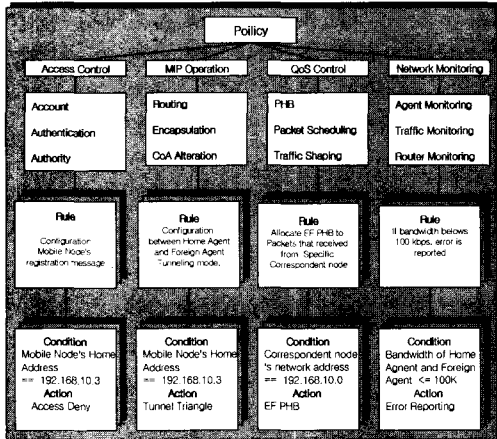 Poilicy
Access Control
MIP Operation
QoS Control
Network Monitoring
Account
Authentication
Authority
Routing
Encapsulation
CoA Alteration
PHB
Packet Scheduling
Traffic Shaping
Agent Monitoring
Traffic Monitoring
Router Monitoring
Rule
Configuration
Mobile Node's
registration message
Rule
Configuration
between Home Agent
and Foreign Agent
Tunneling mode.
Rule
Allocate EF PHB to
Packets that received
from Specific
Correspondent node
Rule
If bandwidth belows
100 kbps, error is
reported
Condition
Mobile Node's Home
Address
== 192.168.10.3
Action
Access Deny
Condition
Mobile Node's Home
Address
== 192.168.10.3
Action
Tunnel Triangle
Condition
Correspondent node
's network address
== 192.168.10.0
Action
EF PHB
Condition
Bandwidth of Home
Agnent and Foreign
Agent <= 100K
Action
Error Reporting